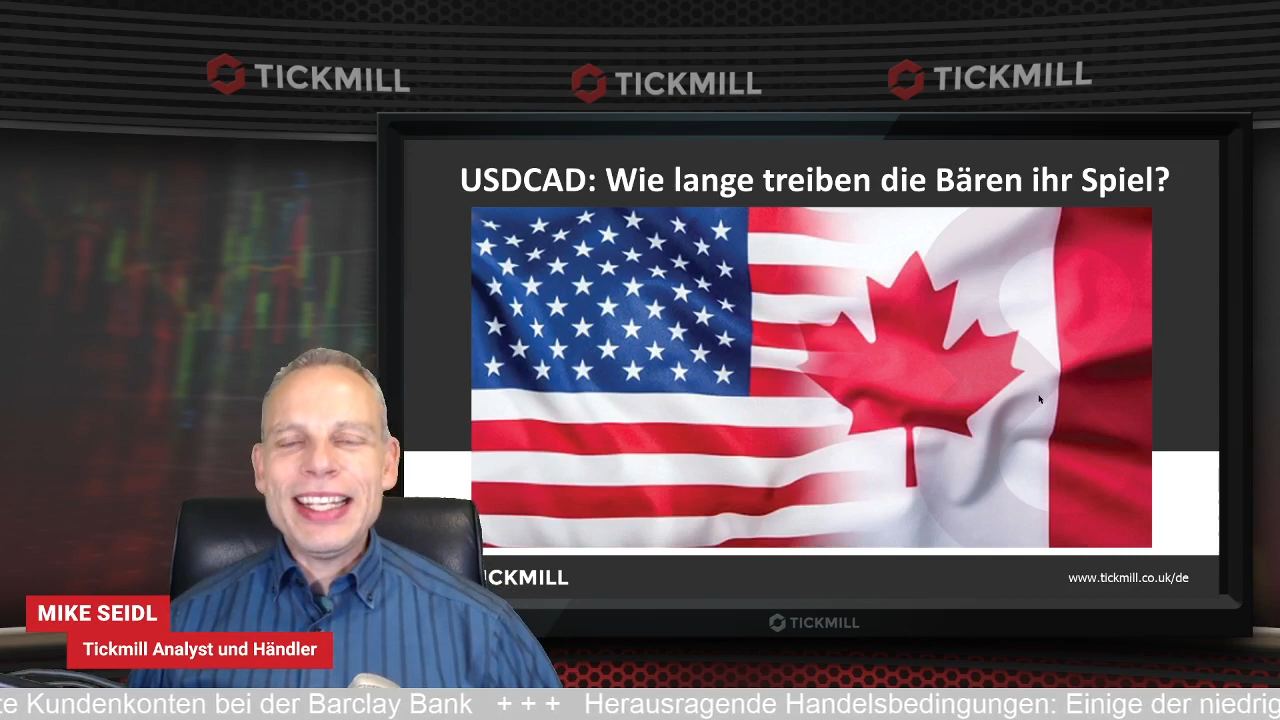 TICKMILL
TICKMILL
TICKMILL
USDCAD: Wie lange treiben die Bären ihr Spiel?
ICKMILL
www.tickmill.co.uk/de
TICKMILL
MIKE SEIDL
Tickmill Analyst und Händler
te Kundenkonten bei der Barclay Bank + + + Herausragende Handelsbedingungen: Einige der niedrig